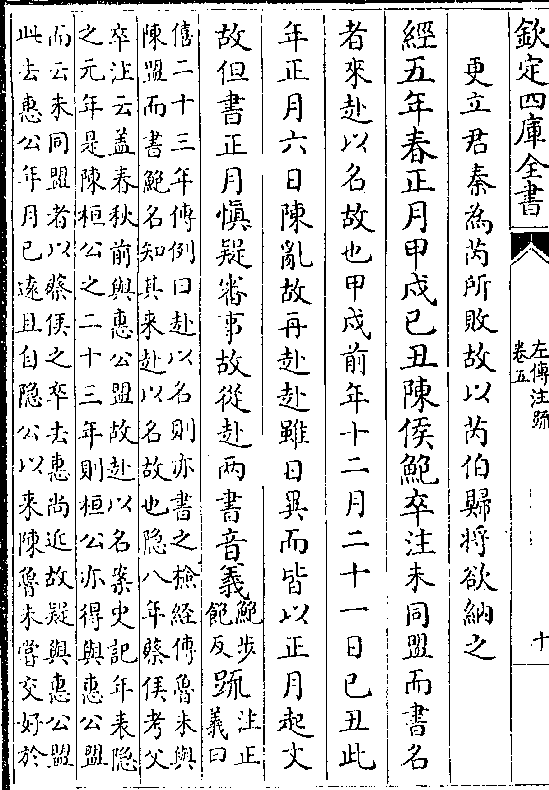 欽定四庫全書
左傳注疏
卷五
十
更立君秦為芮所敗故以芮伯歸將欲納之
經五年春正月甲戌己丑陳侯鮑卒注未同盟而書名
者來赴以名故也甲戌前年十二月二十一日己丑此
年正月六日陳亂故再赴赴雖日異而皆以正月起文
故但書正月慎疑審事故從赴兩書音義
鮑步
飽反
疏
注正
義曰
僖二十三年傳例曰赴以名則亦書之檢經傳魯未與
陳盟而書鮑名知其來赴以名故也隐八年蔡侯考父
卒注云蓋春秋前與惠公盟故赴以名案史記年表隐
之元年是陳桓公之二十三年則桓公亦得與惠公盟
而云未同盟者以蔡侯之卒去惠尚近故疑與惠公盟
此去惠公年月已遠且自隐公以來陳魯未嘗交好於